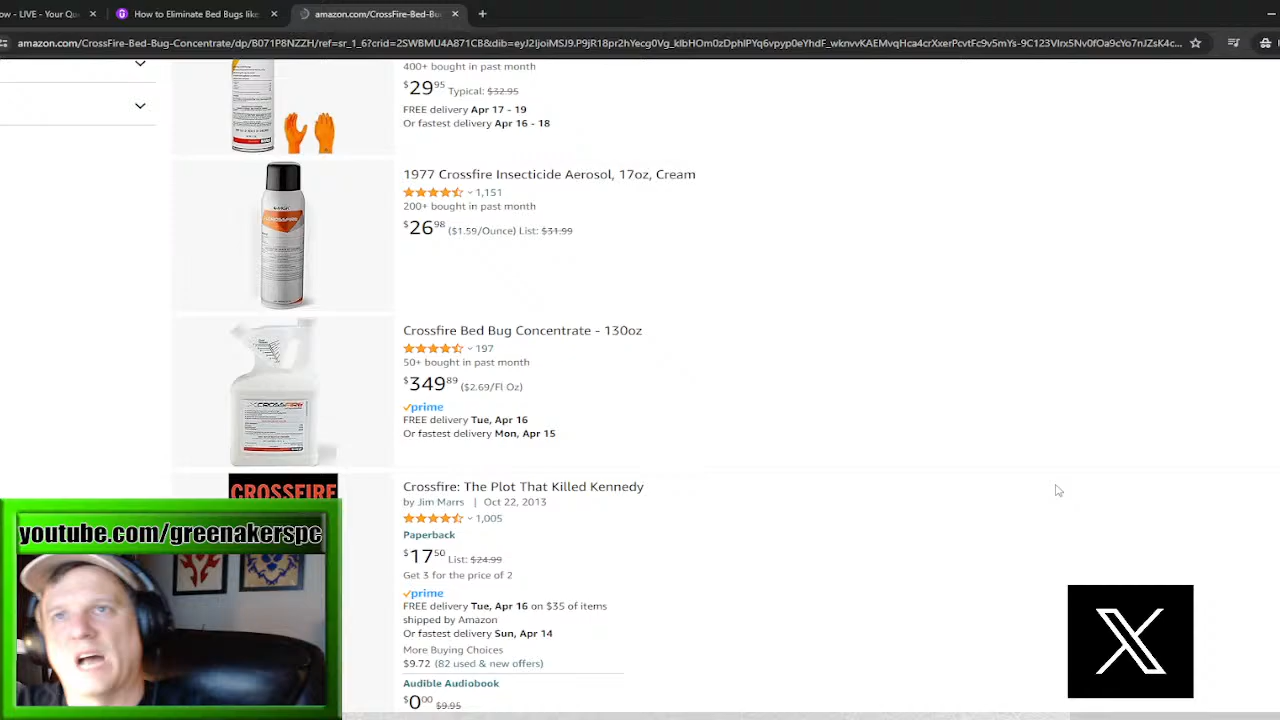 w - LIVE - Your Qu
How to Eliminate Bed Bugs like
amazon.com/CrossFire-Bed-Bu
400+ bought in past month
$29.95 Typical: $32.95
FREE delivery Apr 17 - 19
Or fastest delivery Apr 16 - 18
1977 Crossfire Insecticide Aerosol, 17oz, Cream
1,151
200+ bought in past month
$26.98 ($1.59/Ounce) List: $31.99
CROSSFIRE
Crossfire Bed Bug Concentrate - 130oz
197
50+ bought in past month
$349.89 ($2.69/Fl Oz)
prime
FREE delivery Tue, Apr 16
Or fastest delivery Mon, Apr 15
CROSSFIRE
CROSSFIRE
Crossfire: The Plot That Killed Kennedy
by Jim Marrs | Oct 22, 2013
1,005
Paperback
$17.50 List: $24.99
Get 3 for the price of 2
prime
FREE delivery Tue, Apr 16 on $35 of items
shipped by Amazon
Or fastest delivery Sun, Apr 14
More Buying Choices
$9.72 (82 used & new offers)
Audible Audiobook
$0.00 $9.95
youtube.com/greenakerspc
X